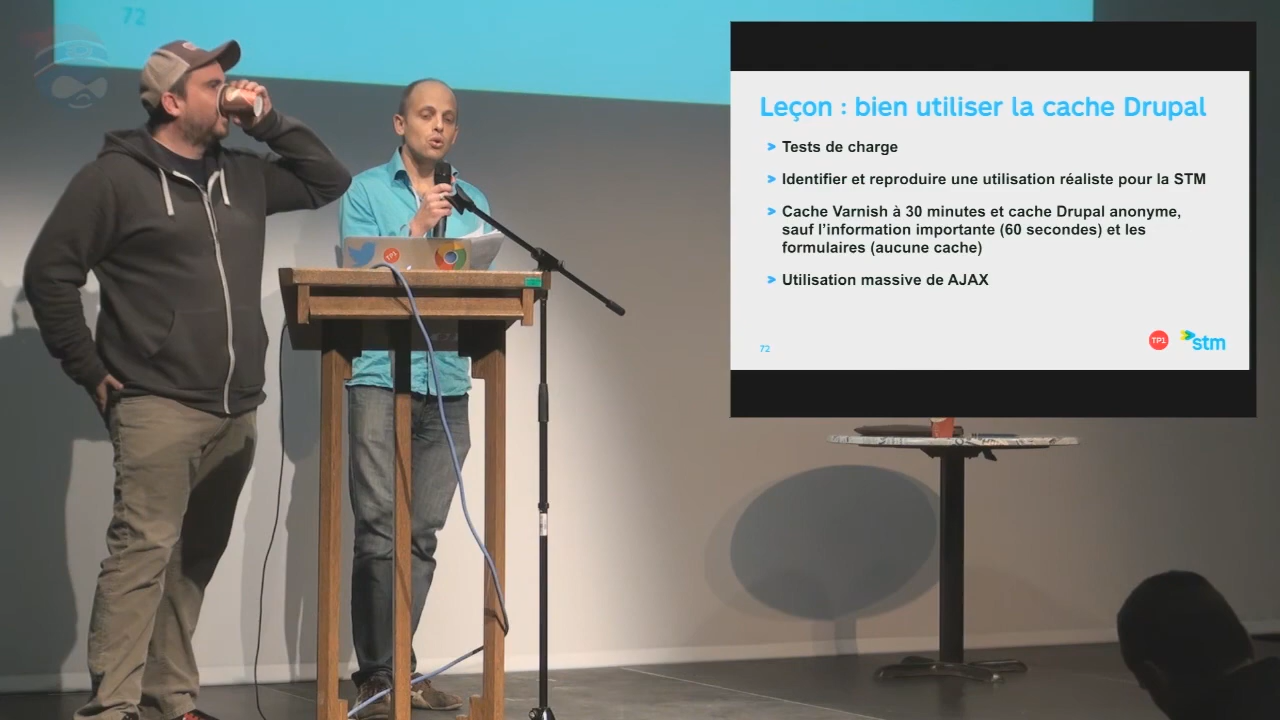 72
TP1
Leçon : bien utiliser la cache Drupal
Tests de charge
Identifier et reproduire une utilisation réaliste pour la STM
Cache Varnish à 30 minutes et cache Drupal anonyme,
sauf l'information importante (60 secondes) et les
formulaires (aucune cache)
Utilisation massive de AJAX
72
TP1
stm